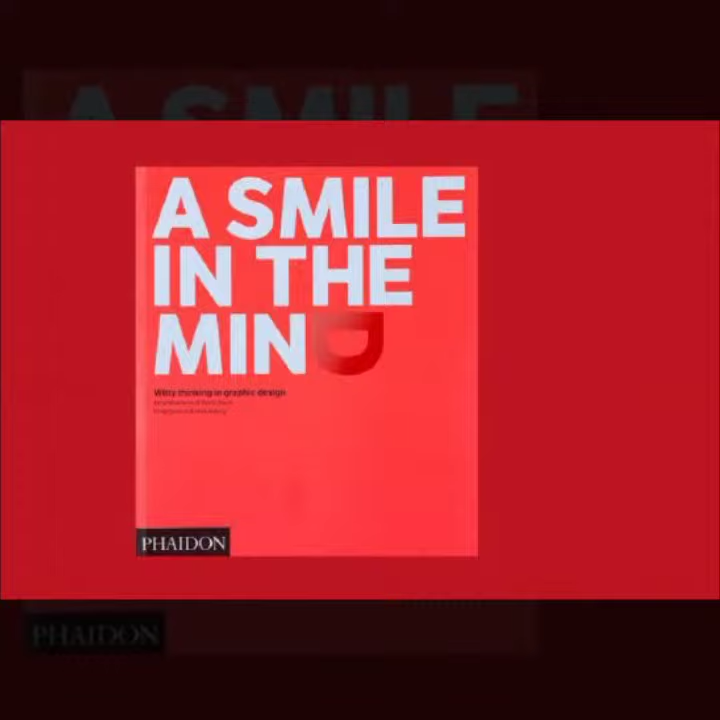 A SMILE
IN THE
MIND
Witty thinking in graphic design
PHAIDON